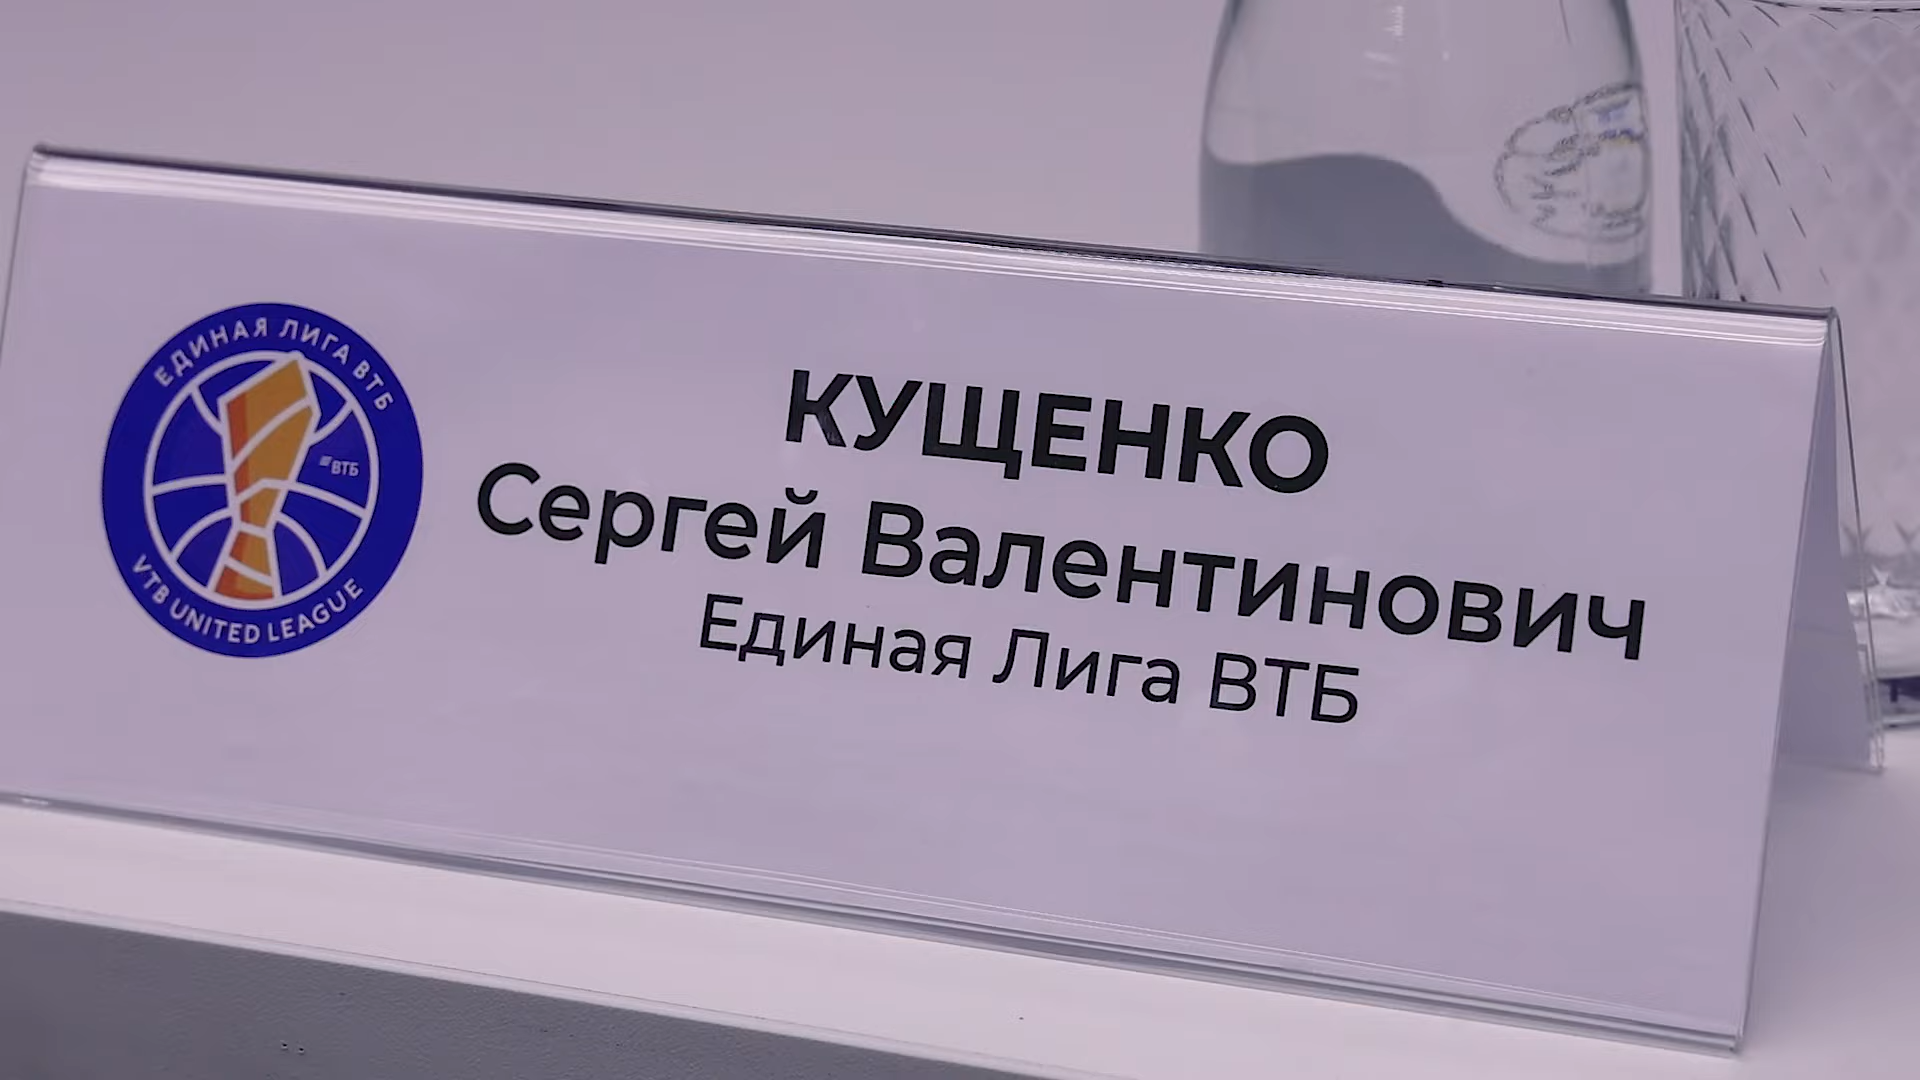 ЕДИНАЯ ЛИГА ВТБ
ВТБ
VTB UNITED LEAGUE
КУЩЕНКО
Сергей Валентинович
Единая Лига ВТБ